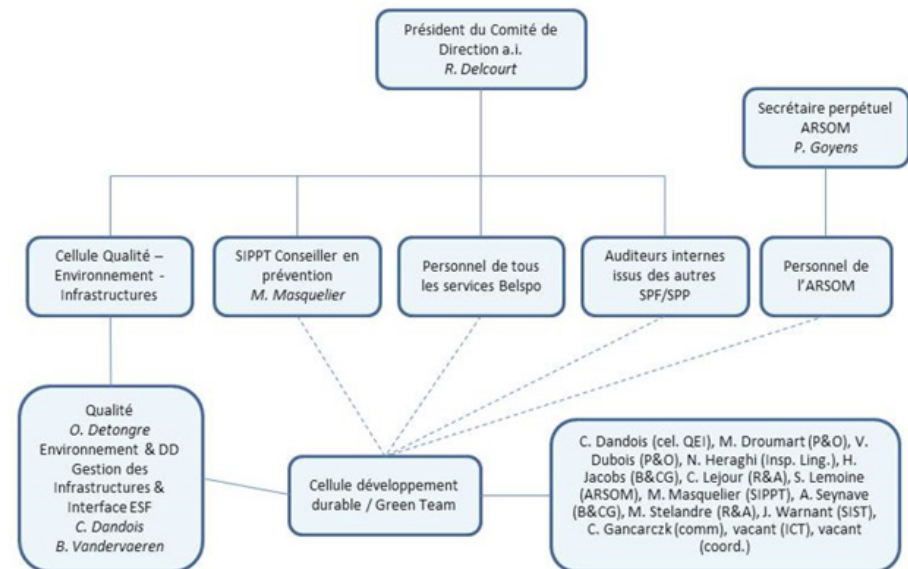 Président du Comité de
Direction a.i.
R. Delcourt
Secrétaire perpétuel
ARSOM
P. Goyens
Cellule Qualité –
Environnement -
Infrastructures
SIPPT Conseiller en
prévention
M. Masquelier
Personnel de tous
les services Belspo
Auditeurs internes
issus des autres
SPF/SPP
Personnel de
l'ARSOM
Qualité
O. Detongre
Environnement & DD
Gestion des
Infrastructures &
Interface ESF
C. Dandois
B. Vandervaeren
Cellule développement
durable / Green Team
C. Dandois (cel. QEI), M. Droumart (P&O), V.
Dubois (P&O), N. Heraghi (Insp. Ling.), H.
Jacobs (B&CG), C. Lejour (R&A), S. Lemoine
(ARSOM), M. Masquelier (SIPPT), A. Seynave
(B&CG), M. Stelandre (R&A), J. Warnant (SIST),
C. Gancarczk (comm), vacant (ICT), vacant
(coord.)